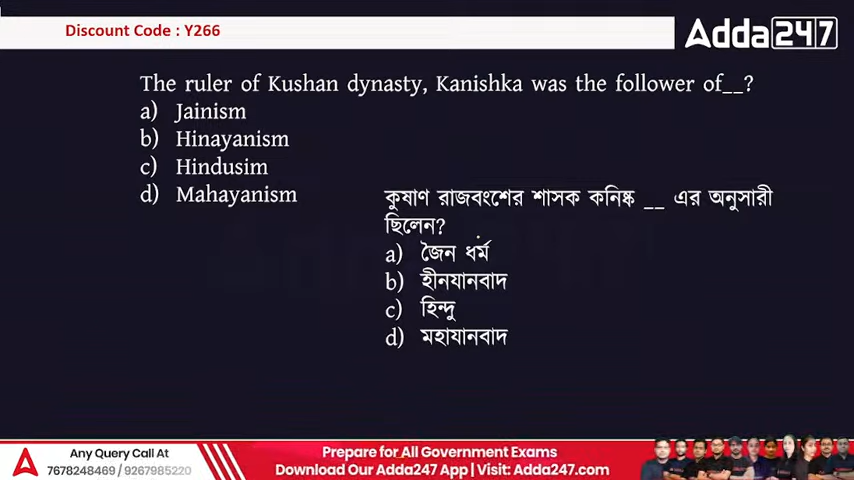 Discount Code : Y266
Adda247
The ruler of Kushan dynasty, Kanishka was the follower of__?
a) Jainism
b) Hinayanism
c) Hindusim
d) Mahayanism
কুষাণ রাজবংশের শাসক কনিষ্ক __ এর অনুসারী
ছিলেন?
a) জৈন ধর্ম
b) হীনযানবাদ
c) হিন্দু
d) মহাযানবাদ
Any Query Call At
7678248469 / 9267985220
Prepare for All Government Exams
Download Our Adda247 App | Visit: Adda247.com